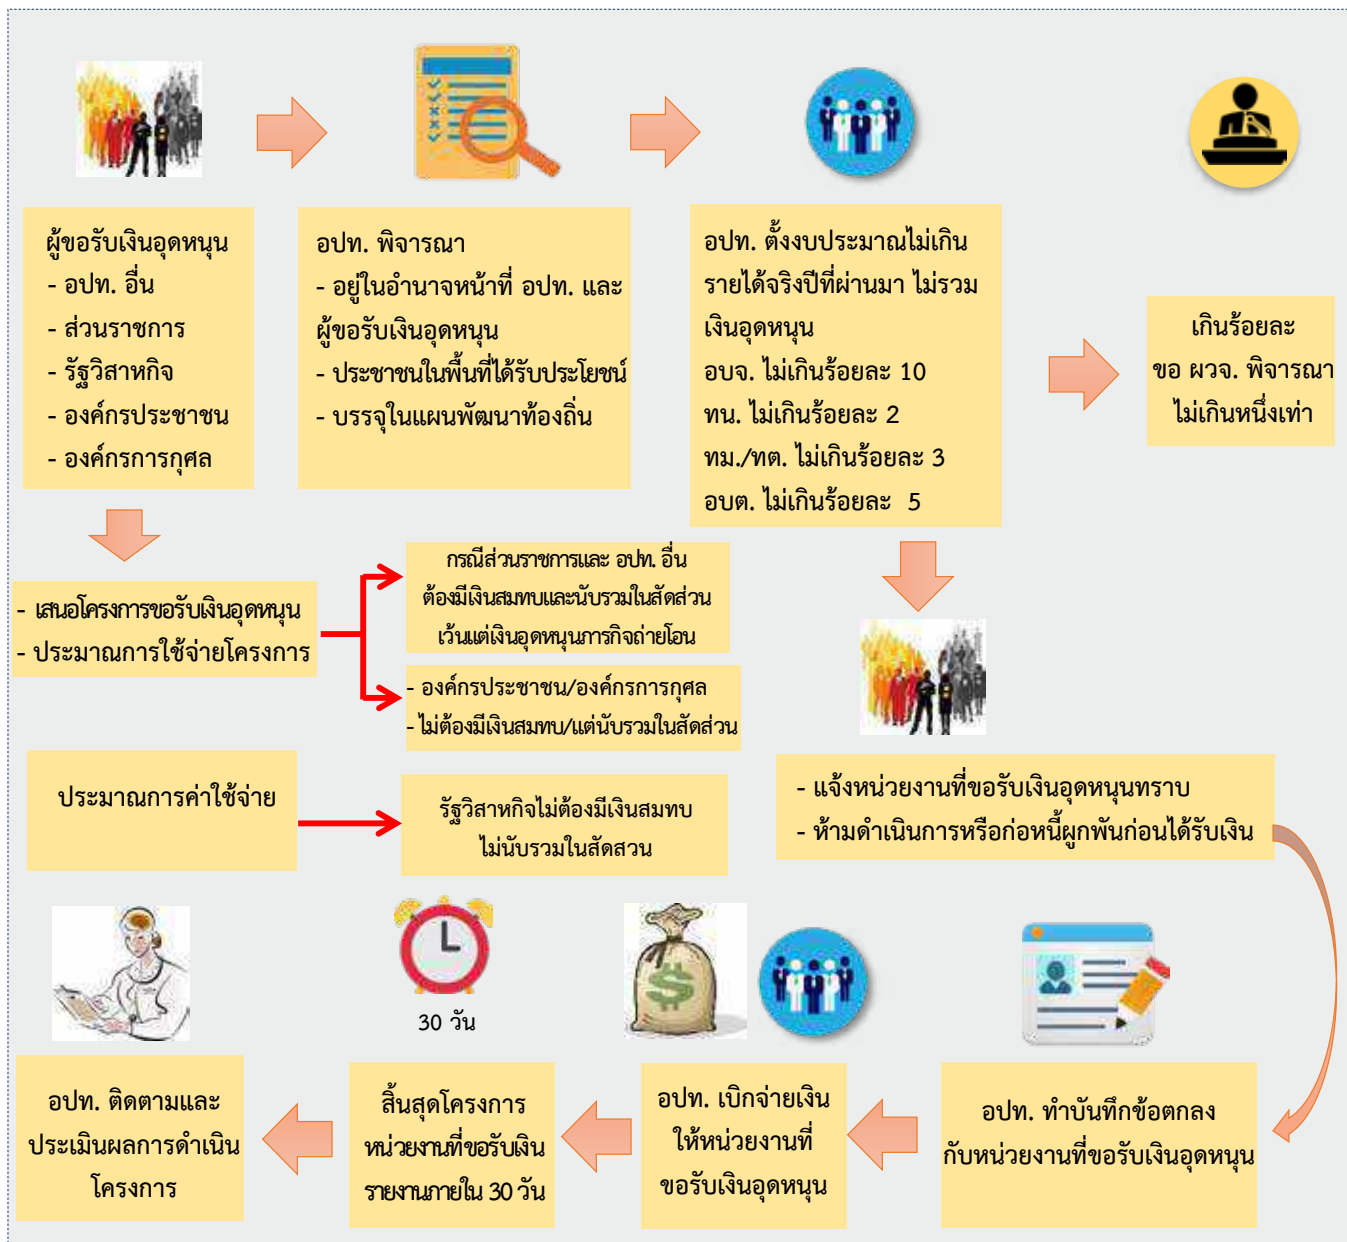 ผู้ขอรับเงินอุดหนุน
- อปท. อื่น
- ส่วนราชการ
- รัฐวิสาหกิจ
- องค์กรประชาชน
- องค์กรการกุศล
อปท. พิจารณา
- อยู่ในอำนาจหน้าที่ อปท. และ
ผู้ขอรับเงินอุดหนุน
- ประชาชนในพื้นที่ได้รับประโยชน์
- บรรจุในแผนพัฒนาท้องถิ่น
อปท. ตั้งงบประมาณไม่เกิน
รายได้จริงปีที่ผ่านมา ไม่รวม
เงินอุดหนุน
อบจ. ไม่เกินร้อยละ 10
ทน. ไม่เกินร้อยละ 2
ทม./ทต. ไม่เกินร้อยละ 3
อบต. ไม่เกินร้อยละ 5
เกินร้อยละ
ขอ ผวจ. พิจารณา
ไม่เกินหนึ่งเท่า
- เสนอโครงการขอรับเงินอุดหนุน
- ประมาณการใช้จ่ายโครงการ
กรณีส่วนราชการและ อปท. อื่น
ต้องมีเงินสมทบและนับรวมในสัดส่วน
เว้นแต่เงินอุดหนุนภารกิจถ่ายโอน
- องค์กรประชาชน/องค์กรการกุศล
- ไม่ต้องมีเงินสมทบ/แต่นับรวมในสัดส่วน
ประมาณการค่าใช้จ่าย
รัฐวิสาหกิจไม่ต้องมีเงินสมทบ
ไม่นับรวมในสัดสวน
- แจ้งหน่วยงานที่ขอรับเงินอุดหนุนทราบ
- ห้ามดำเนินการหรือก่อหนี้ผูกพันก่อนได้รับเงิน
อปท. ทำบันทึกข้อตกลง
กับหน่วยงานที่ขอรับเงินอุดหนุน
อปท. เบิกจ่ายเงิน
ให้หน่วยงานที่
ขอรับเงินอุดหนุน
30 วัน
สิ้นสุดโครงการ
หน่วยงานที่ขอรับเงิน
รายงานภายใน 30 วัน
อปท. ติดตามและ
ประเมินผลการดำเนิน
โครงการ